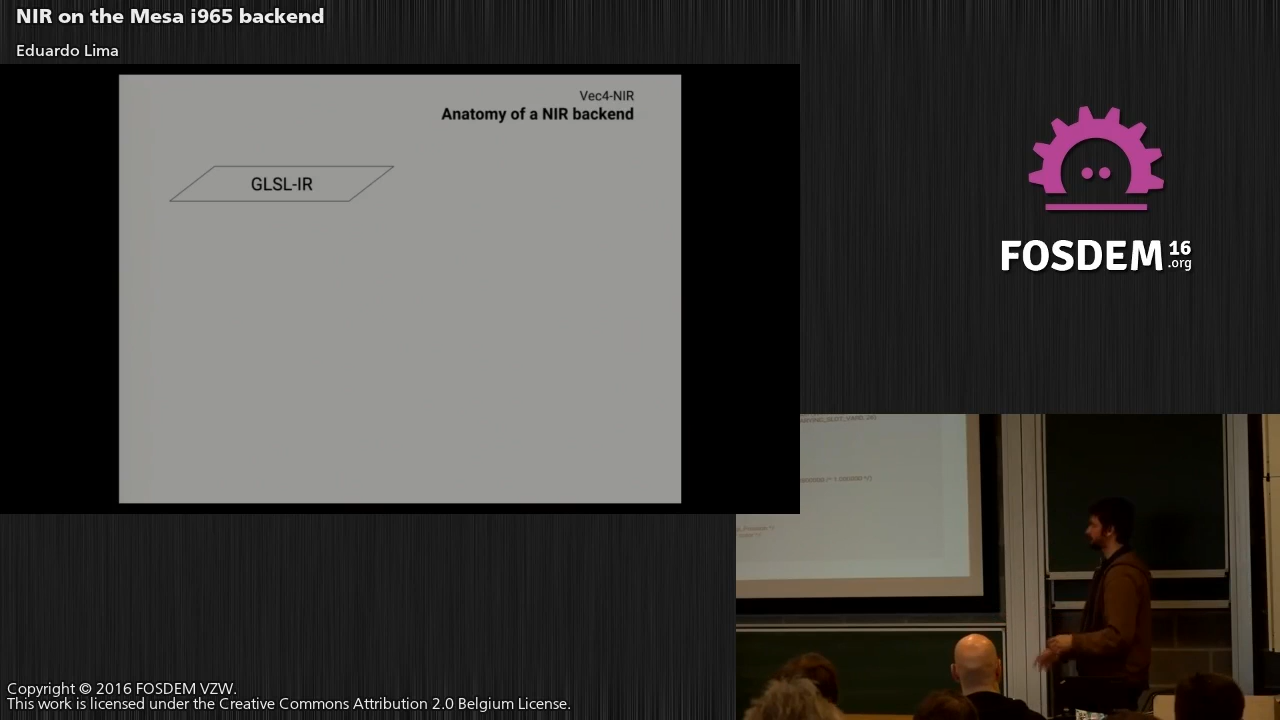 NIR on the Mesa i965 backend
Eduardo Lima
Vec4-NIR
Anatomy of a NIR backend
GLSL-IR
FOSDEM 16
.org
Copyright © 2016 FOSDEM VZW.
This work is licensed under the Creative Commons Attribution 2.0 Belgium License.